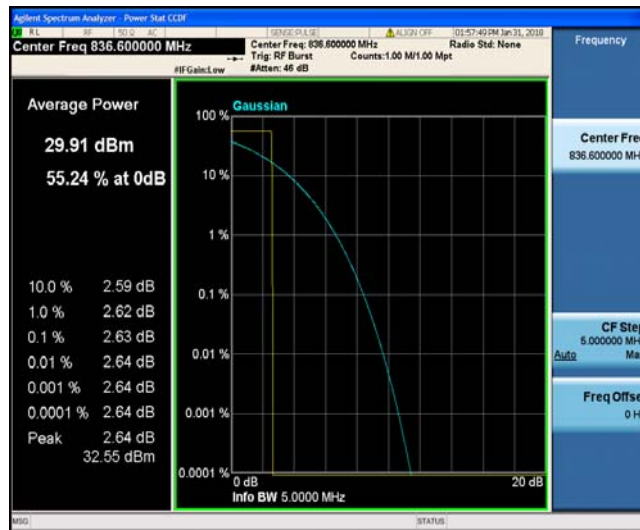 Agilent Spectrum Analyzer - Power Stat CCDF
RL RF 50 Ω AC SENSE:PULSE ALIGN OFF 01:57:49 PM Jan 31, 2018
Center Freq 836.600000 MHz
Center Freq: 836.600000 MHz Radio Std: None
Trig: RF Burst Counts:1.00 M/1.00 Mpt
#IFGain:Low #Atten: 46 dB
Frequency
Average Power
29.91 dBm
55.24 % at 0dB
10.0 % 2.59 dB
1.0 % 2.62 dB
0.1 % 2.63 dB
0.01 % 2.64 dB
0.001 % 2.64 dB
0.0001 % 2.64 dB
Peak 2.64 dB
32.55 dBm
Gaussian
100 %
10 %
1 %
0.1 %
0.01 %
0.001 %
0.0001 %
0 dB 20 dB
Info BW 5.0000 MHz
Center Fre
836.600000 MH
CF Step
5.000000 MH
Auto Ma
Freq Offse
0 H
MSG STATUS